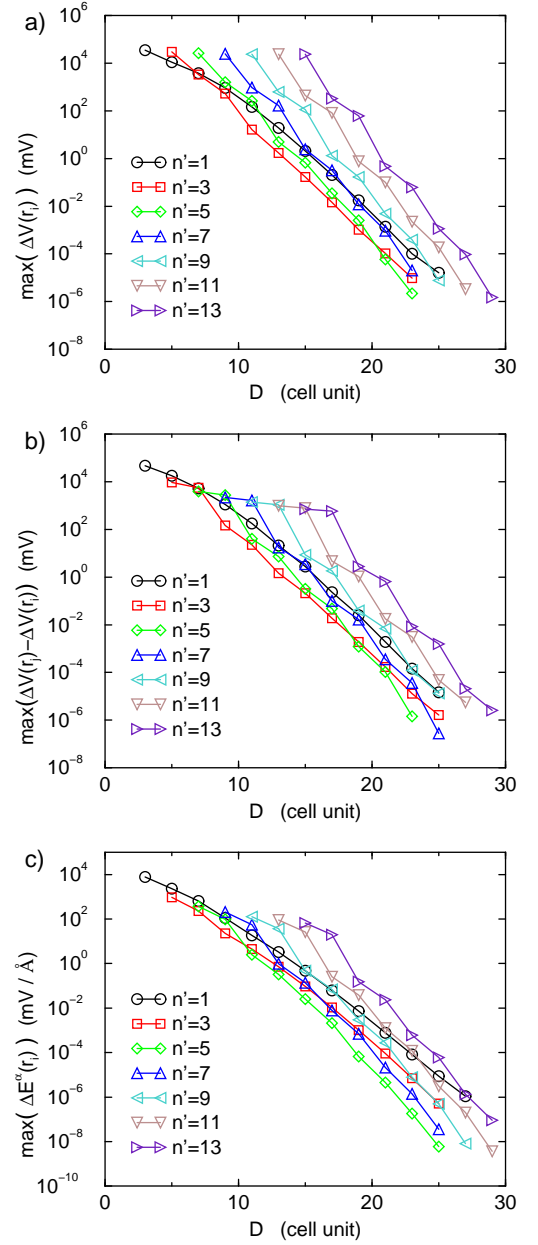 a)
10^6
10^4
10^2
10^0
10^−2
10^−4
10^−6
10^−8
max( ΔV(r_i) ) (mV)
n'=1
n'=3
n'=5
n'=7
n'=9
n'=11
n'=13
0 10 20 30
D (cell unit)
b)
10^6
10^4
10^2
10^0
10^−2
10^−4
10^−6
10^−8
max(ΔV(r_j)−ΔV(r_i)) (mV)
n'=1
n'=3
n'=5
n'=7
n'=9
n'=11
n'=13
0 10 20 30
D (cell unit)
c)
10^4
10^2
10^0
10^−2
10^−4
10^−6
10^−8
10^−10
max( ΔE^α(r_i) ) (mV / Å)
n'=1
n'=3
n'=5
n'=7
n'=9
n'=11
n'=13
0 10 20 30
D (cell unit)